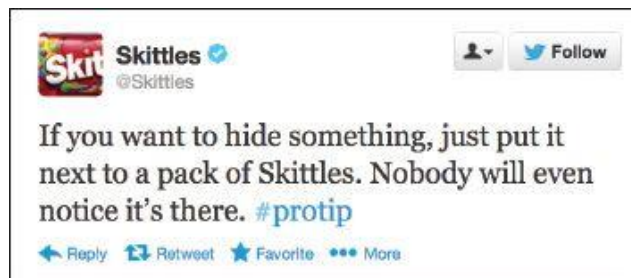 Skit
Skittles
@Skittles
Follow
If you want to hide something, just put it
next to a pack of Skittles. Nobody will even
notice it's there. #protip
Reply Retweet Favorite More